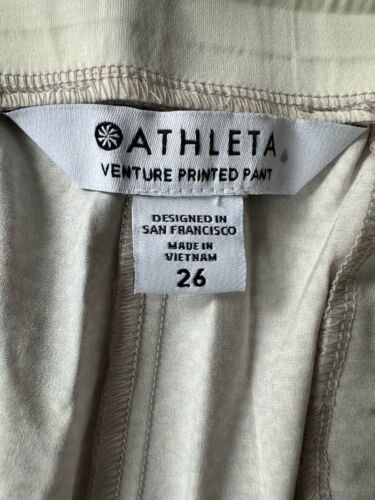 ATHLETA
VENTURE PRINTED PANT
DESIGNED IN
SAN FRANCISCO
MADE IN
VIETNAM
26